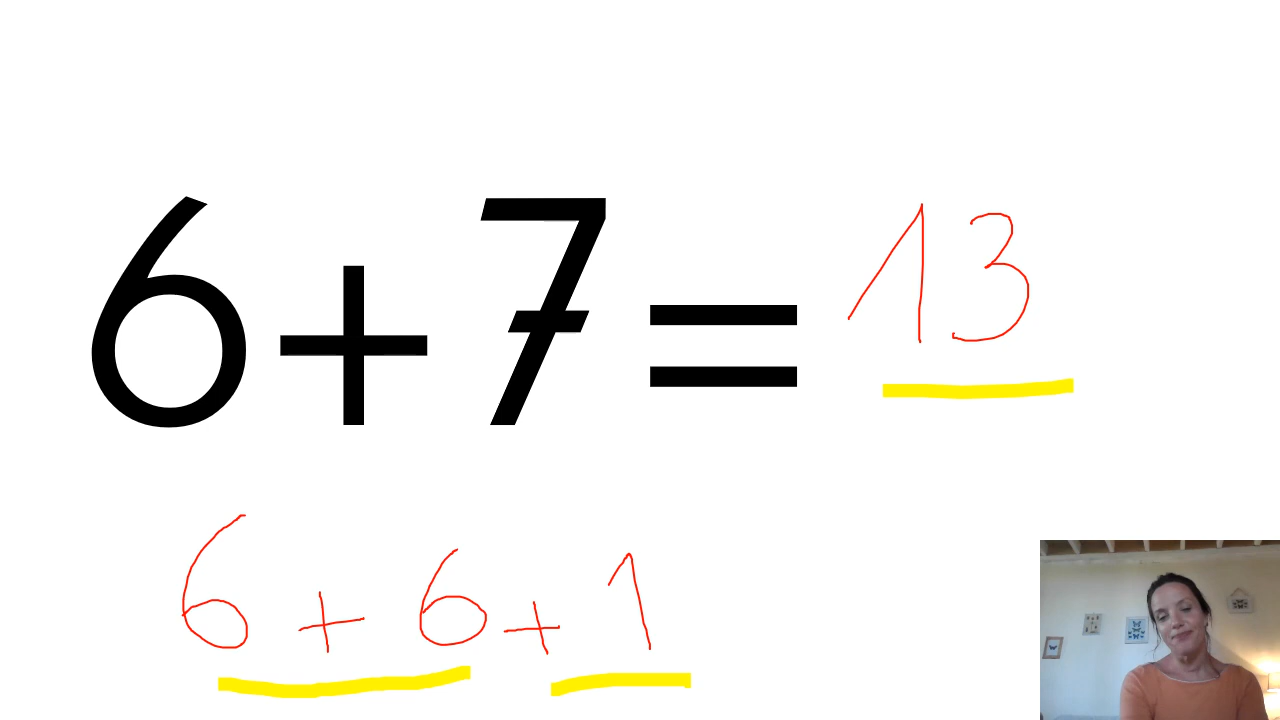 6+7= 13
6 + 6 + 1